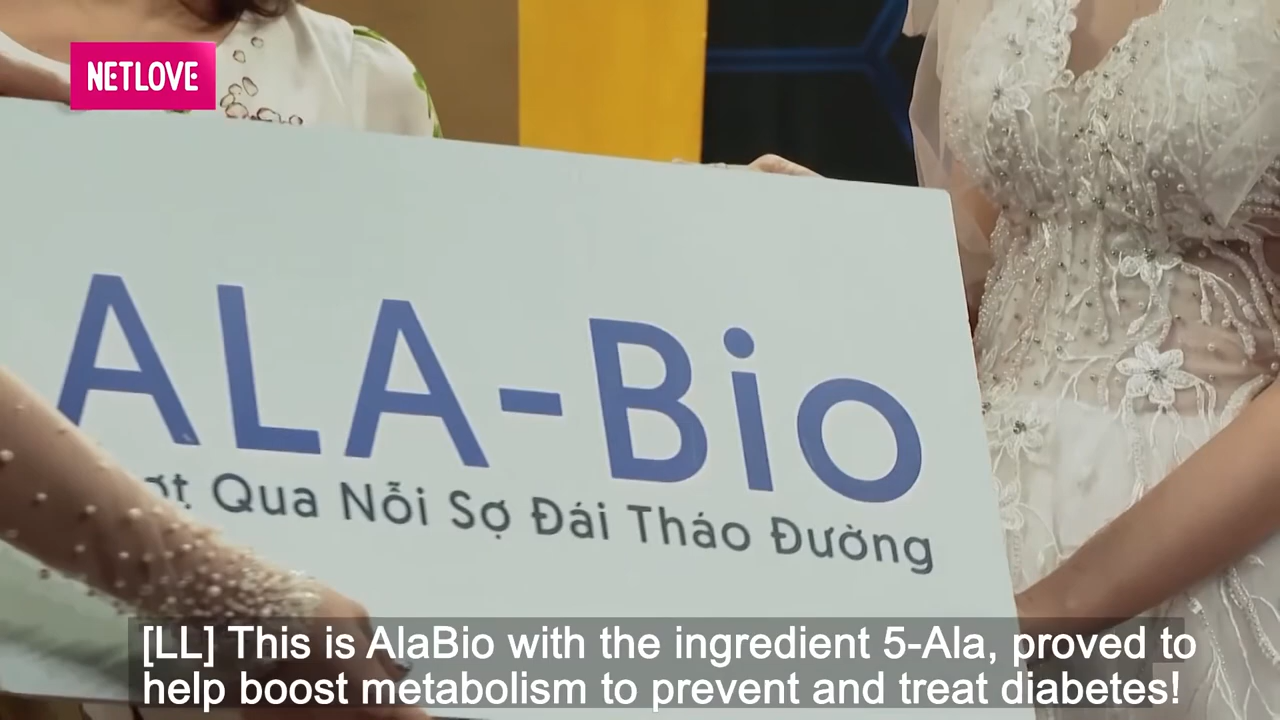 NETLOVE
ALA-Bio
Qua Nỗi Sợ Đái Tháo Đường
[LL] This is AlaBio with the ingredient 5-Ala, proved to
help boost metabolism to prevent and treat diabetes!